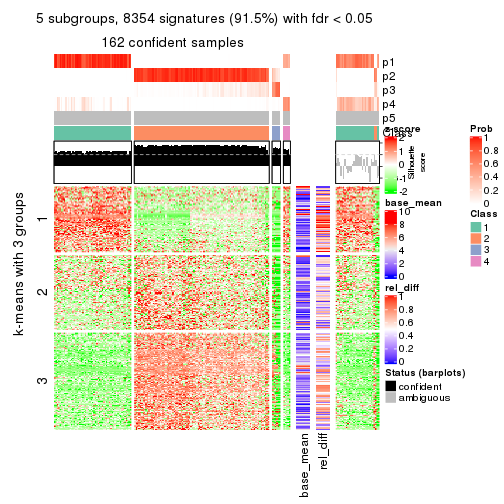 5 subgroups, 8354 signatures (91.5%) with fdr < 0.05
162 confident samples
p1
p2
p3
p4
p5
Class
z-score
2
1
0
-1
-2
Silhouette
score
Prob
1
0.8
0.6
0.4
0.2
0
base_mean
10
8
6
4
2
0
Class
1
2
3
4
rel_diff
1
0.8
0.6
0.4
0.2
0
Status (barplots)
confident
ambiguous
k-means with 3 groups
1
2
3
base_mean
rel_diff